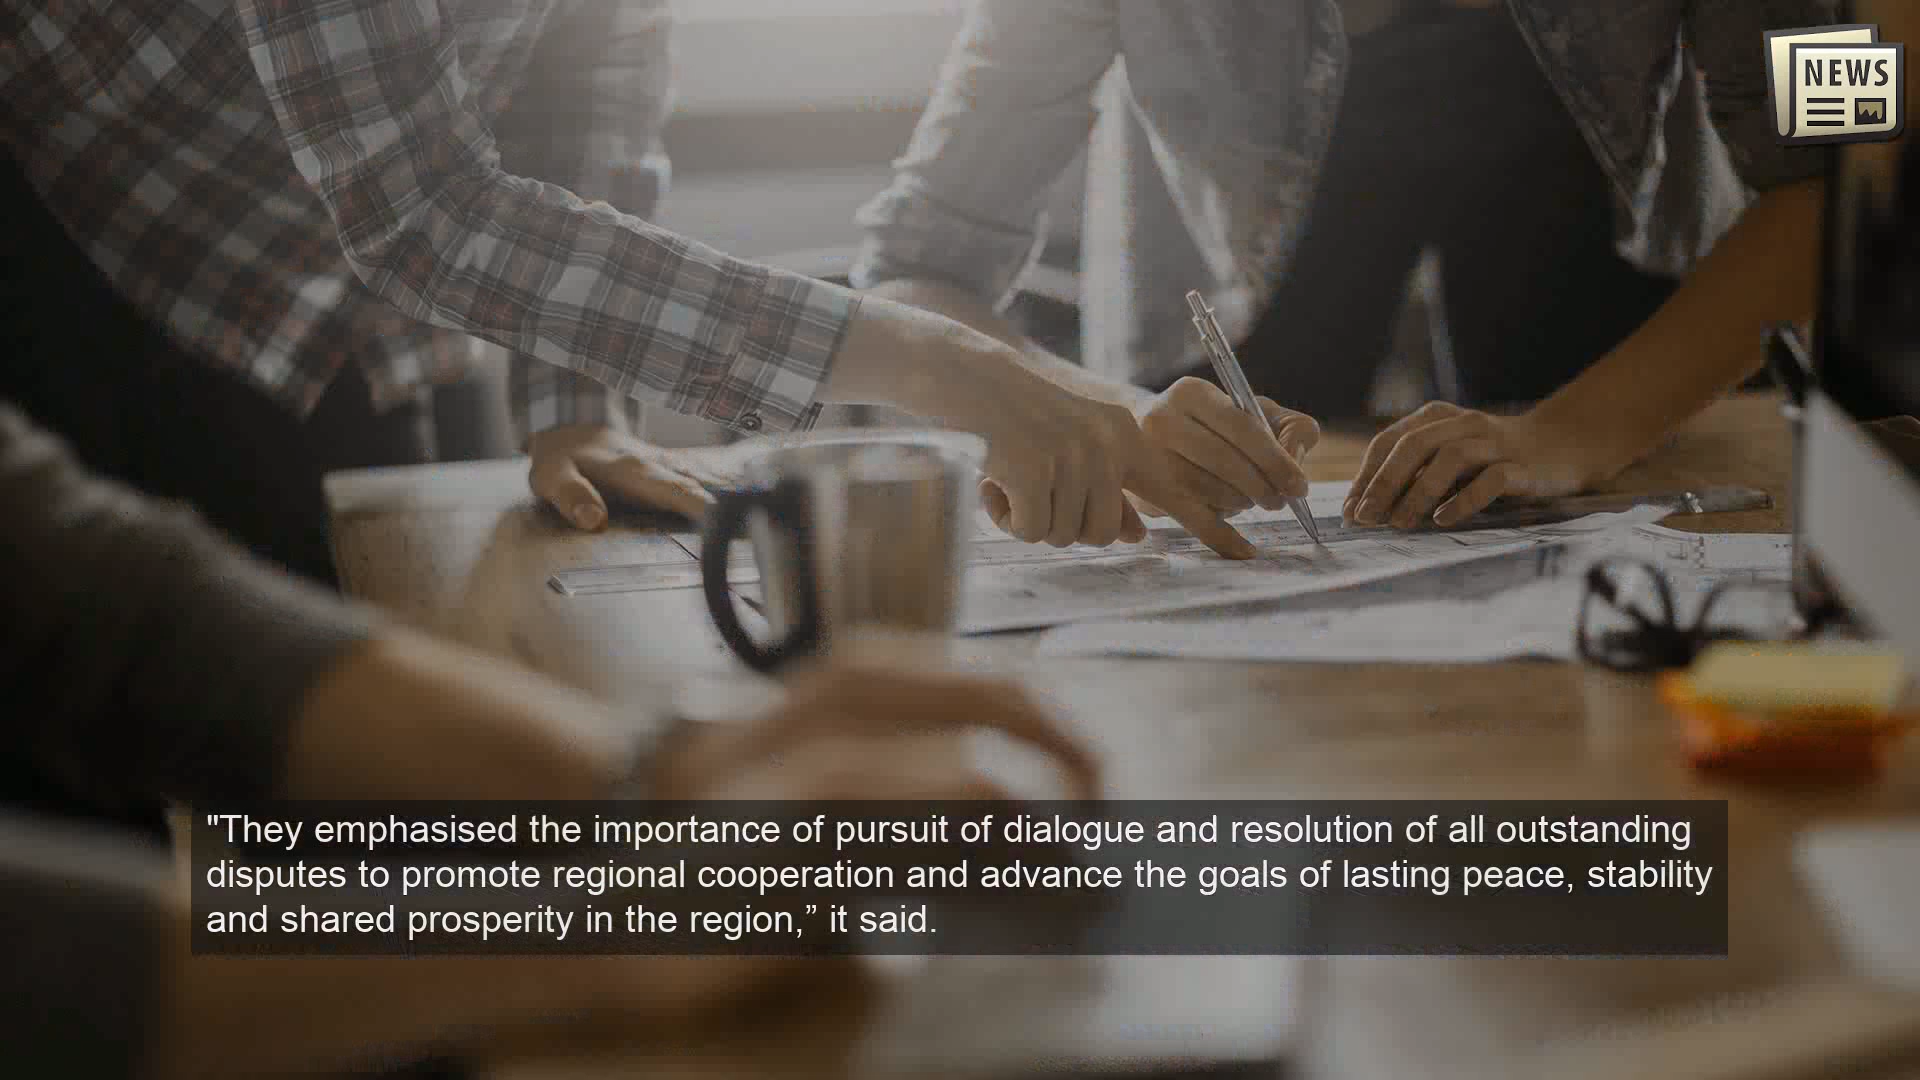 NEWS
"They emphasised the importance of pursuit of dialogue and resolution of all outstanding
disputes to promote regional cooperation and advance the goals of lasting peace, stability
and shared prosperity in the region,” it said.